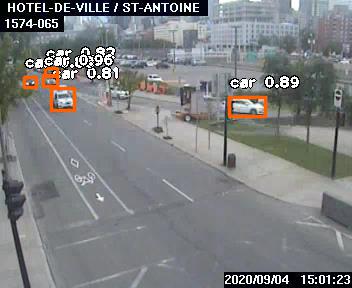 HOTEL-DE-VILLE / ST-ANTOINE
1574-065
car 0.81
car 0.89
2020/09/04 15:01:23